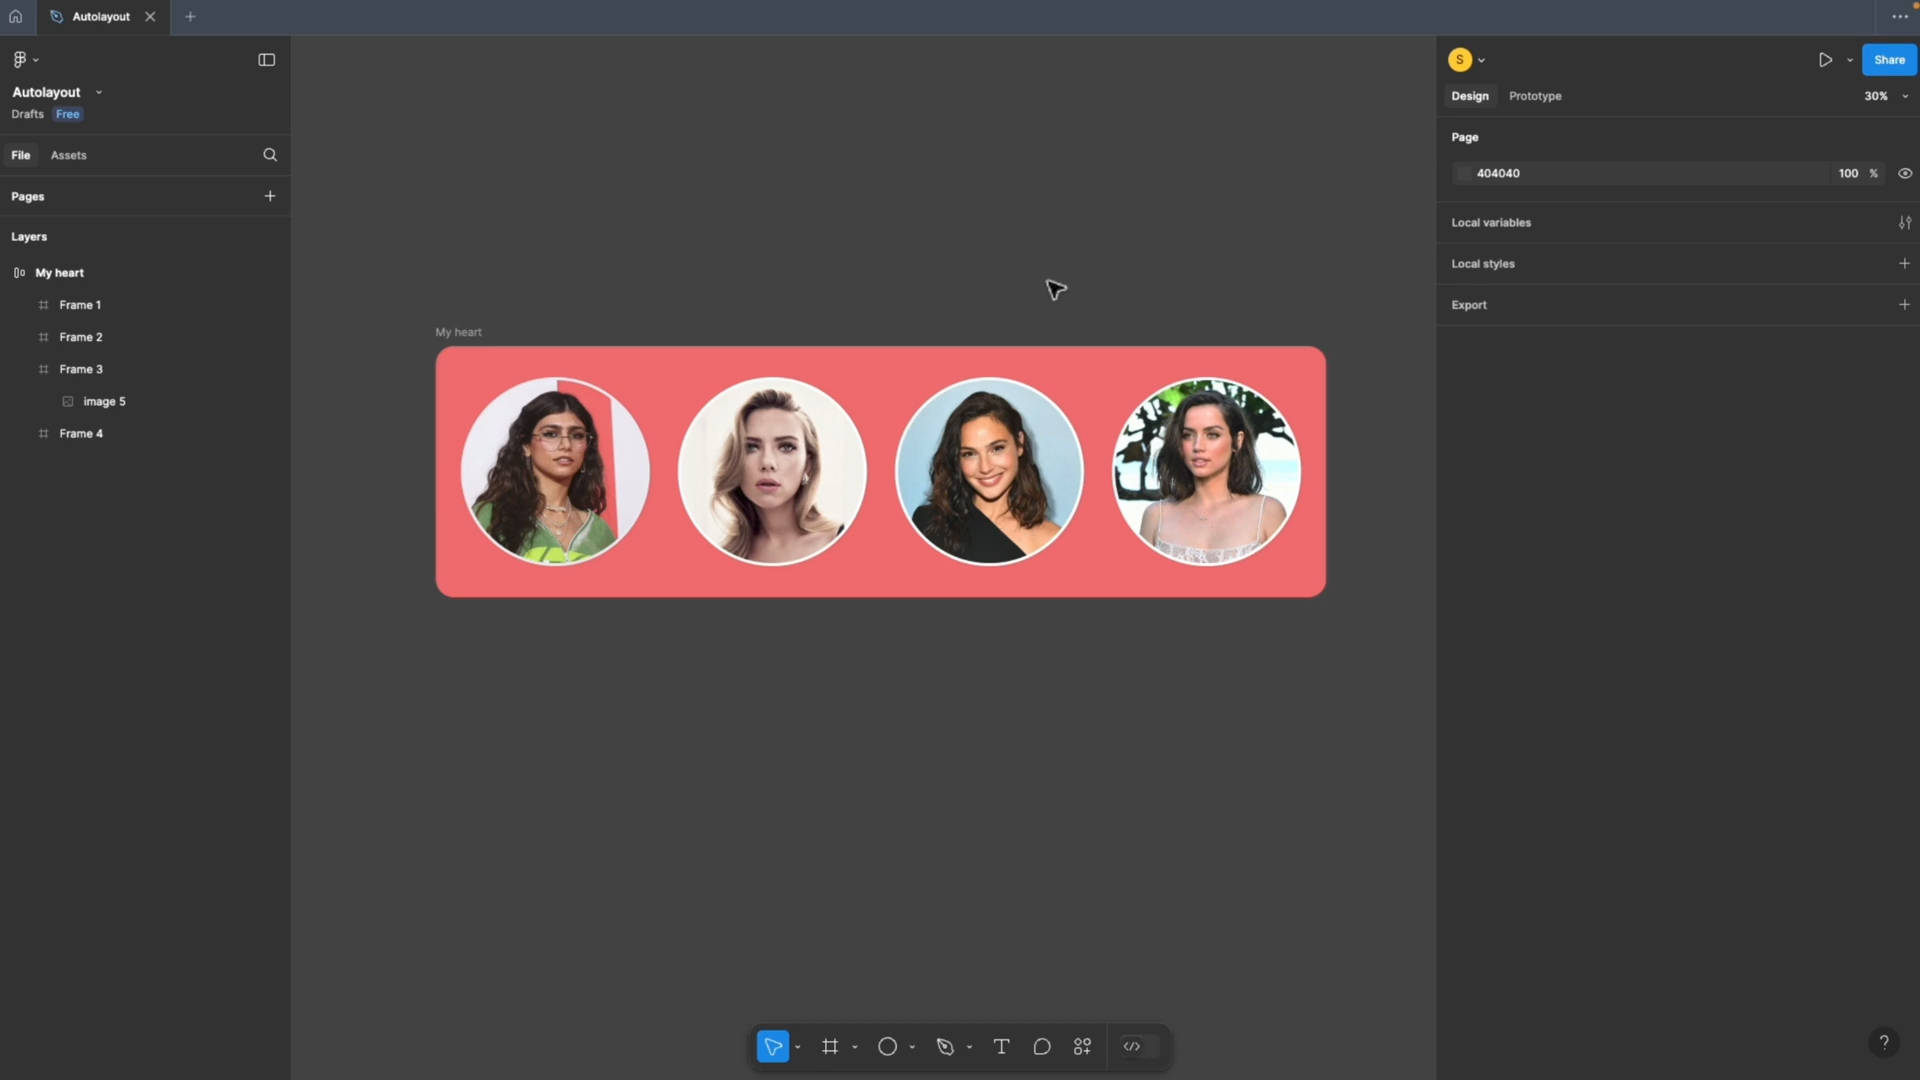 Autolayout
S
Share
Autolayout
Drafts Free
Design Prototype 30%
File Assets
Page
404040 100 %
Pages
Local variables
Layers
Local styles
My heart
Export
Frame 1
Frame 2
Frame 3
image 5
Frame 4
My heart
T
?